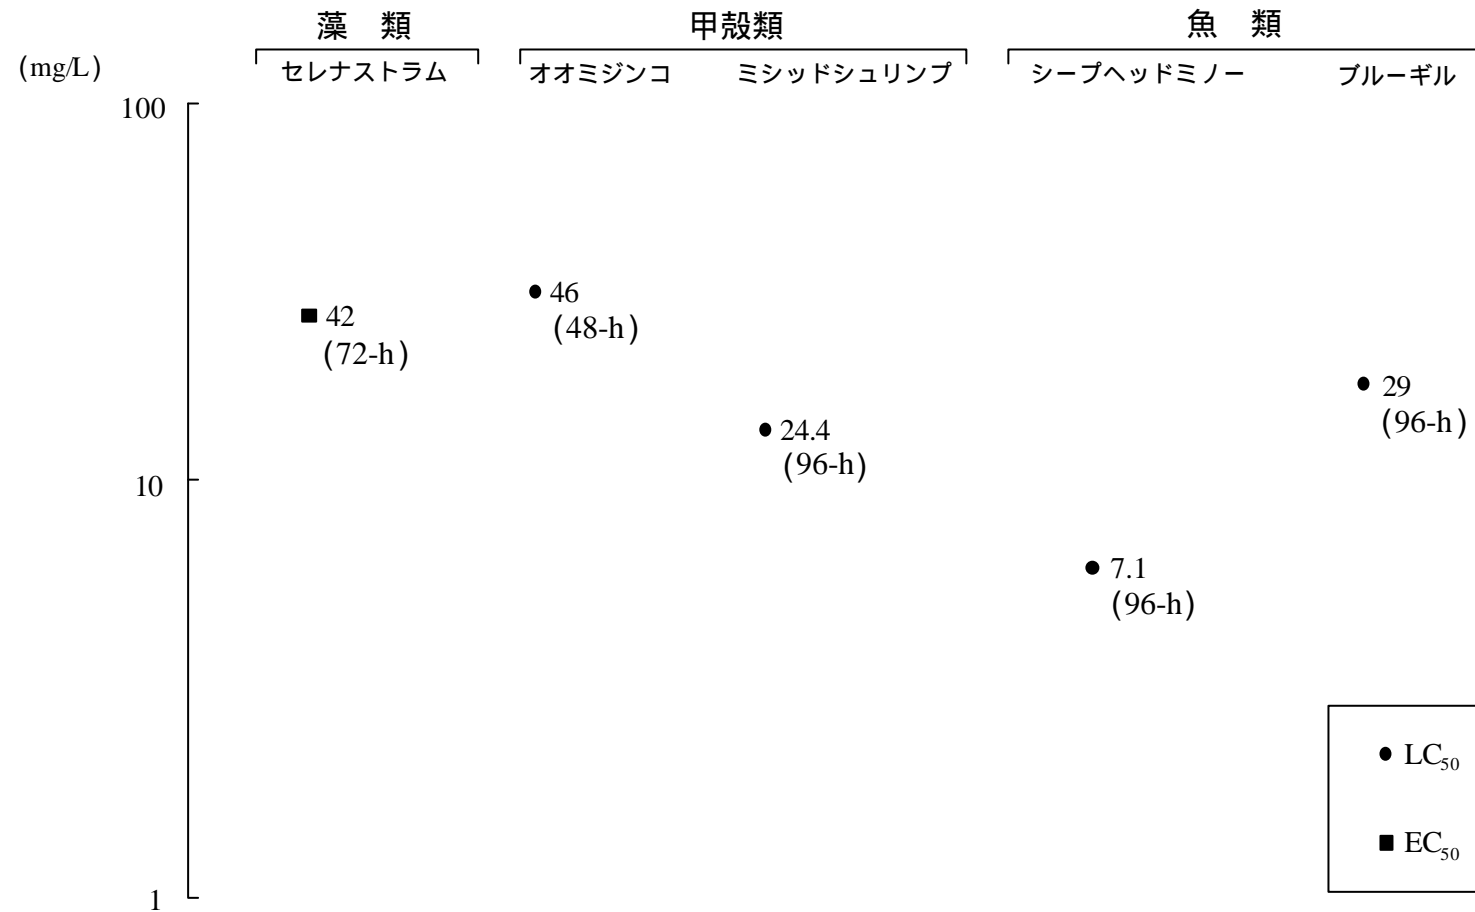 藻　類
甲殻類
魚　類
(mg/L)
セレナストラム
オオミジンコ
ミシッドシュリンプ
シープヘッドミノー
ブルーギル
100
46
(48-h)
42
(72-h)
29
(96-h)
24.4
(96-h)
10
7.1
(96-h)
LC50
EC50
1